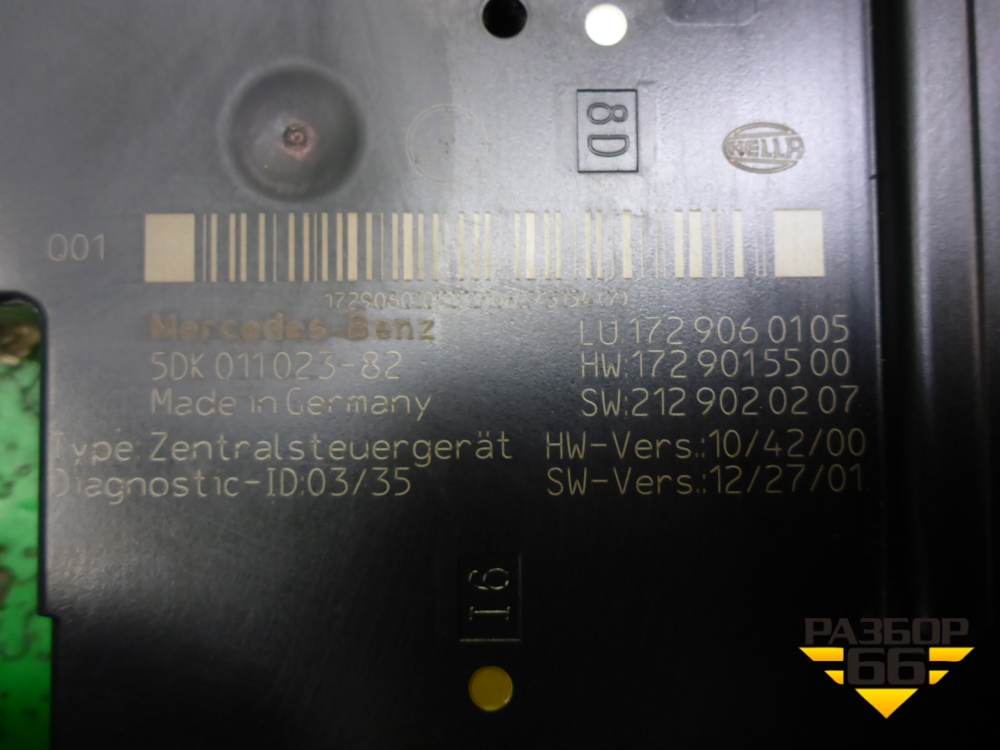 8D
HELLA
Q01
Mercedes-Benz
LU 172 906 01 05
5DK 011 023-82
HW:172 901 55 00
Made in Germany
SW:212 902 02 07
Type: Zentralsteuergerät
HW-Vers.:10/42/00
Diagnostic-ID:03/35
SW-Vers.:12/27/01
РАЗБОР
66